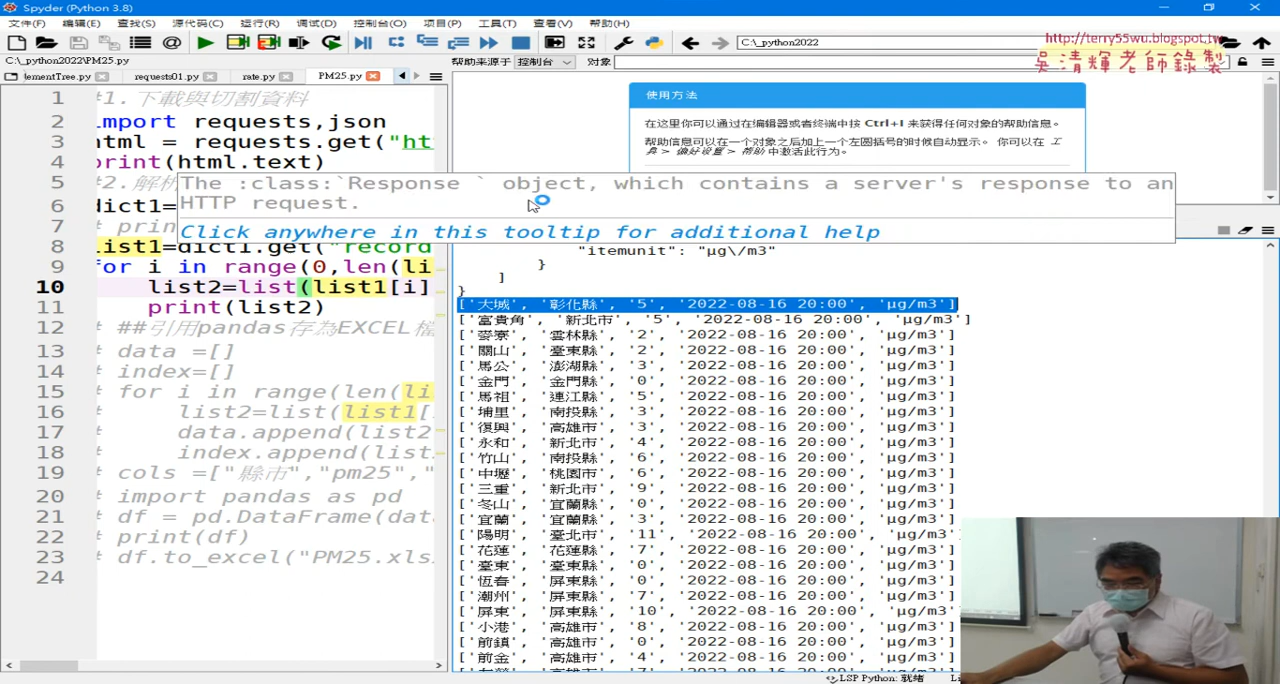 Spyder (Python 3.8)
文件(F) 编辑(E) 查找(S) 源代码(C) 运行(R) 调试(D) 控制台(O) 项目(P) 工具(T) 查看(V) 帮助(H)
C:\_python2022
http://terry55wu.blogspot.tw
吳清輝老師錄製
C:\_python2022\PM25.py
lementTree.py requests01.py rate.py PM25.py
帮助来源于 控制台 对象
使用方法
在这里你可以通过在编辑器或者终端中按 Ctrl+I 来获得任何对象的帮助信息。
帮助信息可以在一个对象之后加上一个左圆括号的时候自动显示。 你可以在 工
具 > 偏好设置 > 帮助 中激活此行为。
1 #1.下載與切割資料
2 import requests,json
3 html = requests.get("ht
4 print(html.text)
5 #2.解析
The :class:`Response ` object, which contains a server's response to an
HTTP request.
Click anywhere in this tooltip for additional help
6 dict1=
7 # prin
8 list1=dict1.get("record
9 for i in range(0,len(li
10 list2=list(list1[i]
11 print(list2)
12 # ##引用pandas存為EXCEL檔
13 # data =[]
14 # index=[]
15 # for i in range(len(li
16 # list2=list(list1[
17 # data.append(list2
18 # index.append(lis
19 # cols =["縣市","pm25","
20 # import pandas as pd
21 # df = pd.DataFrame(dat
22 # print(df)
23 # df.to_excel("PM25.xls
24
"itemunit": "μg\/m3"
}
]
}
['大城', '彰化縣', '5', '2022-08-16 20:00', 'μg/m3']
['富貴角', '新北市', '5', '2022-08-16 20:00', 'μg/m3']
['麥寮', '雲林縣', '2', '2022-08-16 20:00', 'μg/m3']
['關山', '臺東縣', '2', '2022-08-16 20:00', 'μg/m3']
['馬公', '澎湖縣', '3', '2022-08-16 20:00', 'μg/m3']
['金門', '金門縣', '0', '2022-08-16 20:00', 'μg/m3']
['馬祖', '連江縣', '5', '2022-08-16 20:00', 'μg/m3']
['埔里', '南投縣', '3', '2022-08-16 20:00', 'μg/m3']
['復興', '高雄市', '3', '2022-08-16 20:00', 'μg/m3']
['永和', '新北市', '4', '2022-08-16 20:00', 'μg/m3']
['竹山', '南投縣', '6', '2022-08-16 20:00', 'μg/m3']
['中壢', '桃園市', '6', '2022-08-16 20:00', 'μg/m3']
['三重', '新北市', '9', '2022-08-16 20:00', 'μg/m3']
['冬山', '宜蘭縣', '0', '2022-08-16 20:00', 'μg/m3']
['宜蘭', '宜蘭縣', '3', '2022-08-16 20:00', 'μg/m3']
['陽明', '臺北市', '11', '2022-08-16 20:00', 'μg/m3
['花蓮', '花蓮縣', '7', '2022-08-16 20:00', 'μg/m3']
['臺東', '臺東縣', '0', '2022-08-16 20:00', 'μg/m3']
['恆春', '屏東縣', '0', '2022-08-16 20:00', 'μg/m3']
['潮州', '屏東縣', '7', '2022-08-16 20:00', 'μg/m3']
['屏東', '屏東縣', '10', '2022-08-16 20:00', 'μg/m3'
['小港', '高雄市', '8', '2022-08-16 20:00', 'μg/m3']
['前鎮', '高雄市', '0', '2022-08-16 20:00', 'μg/m3']
['前金', '高雄市', '4', '2022-08-16 20:00', 'μg/m3']
LSP Python: 就绪